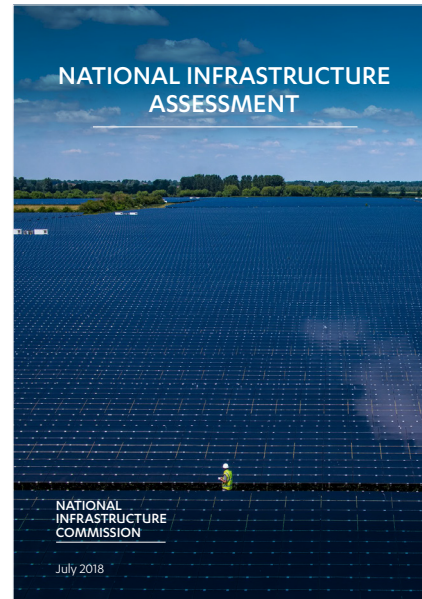 NATIONAL INFRASTRUCTURE
ASSESSMENT
NATIONAL
INFRASTRUCTURE
COMMISSION
July 2018